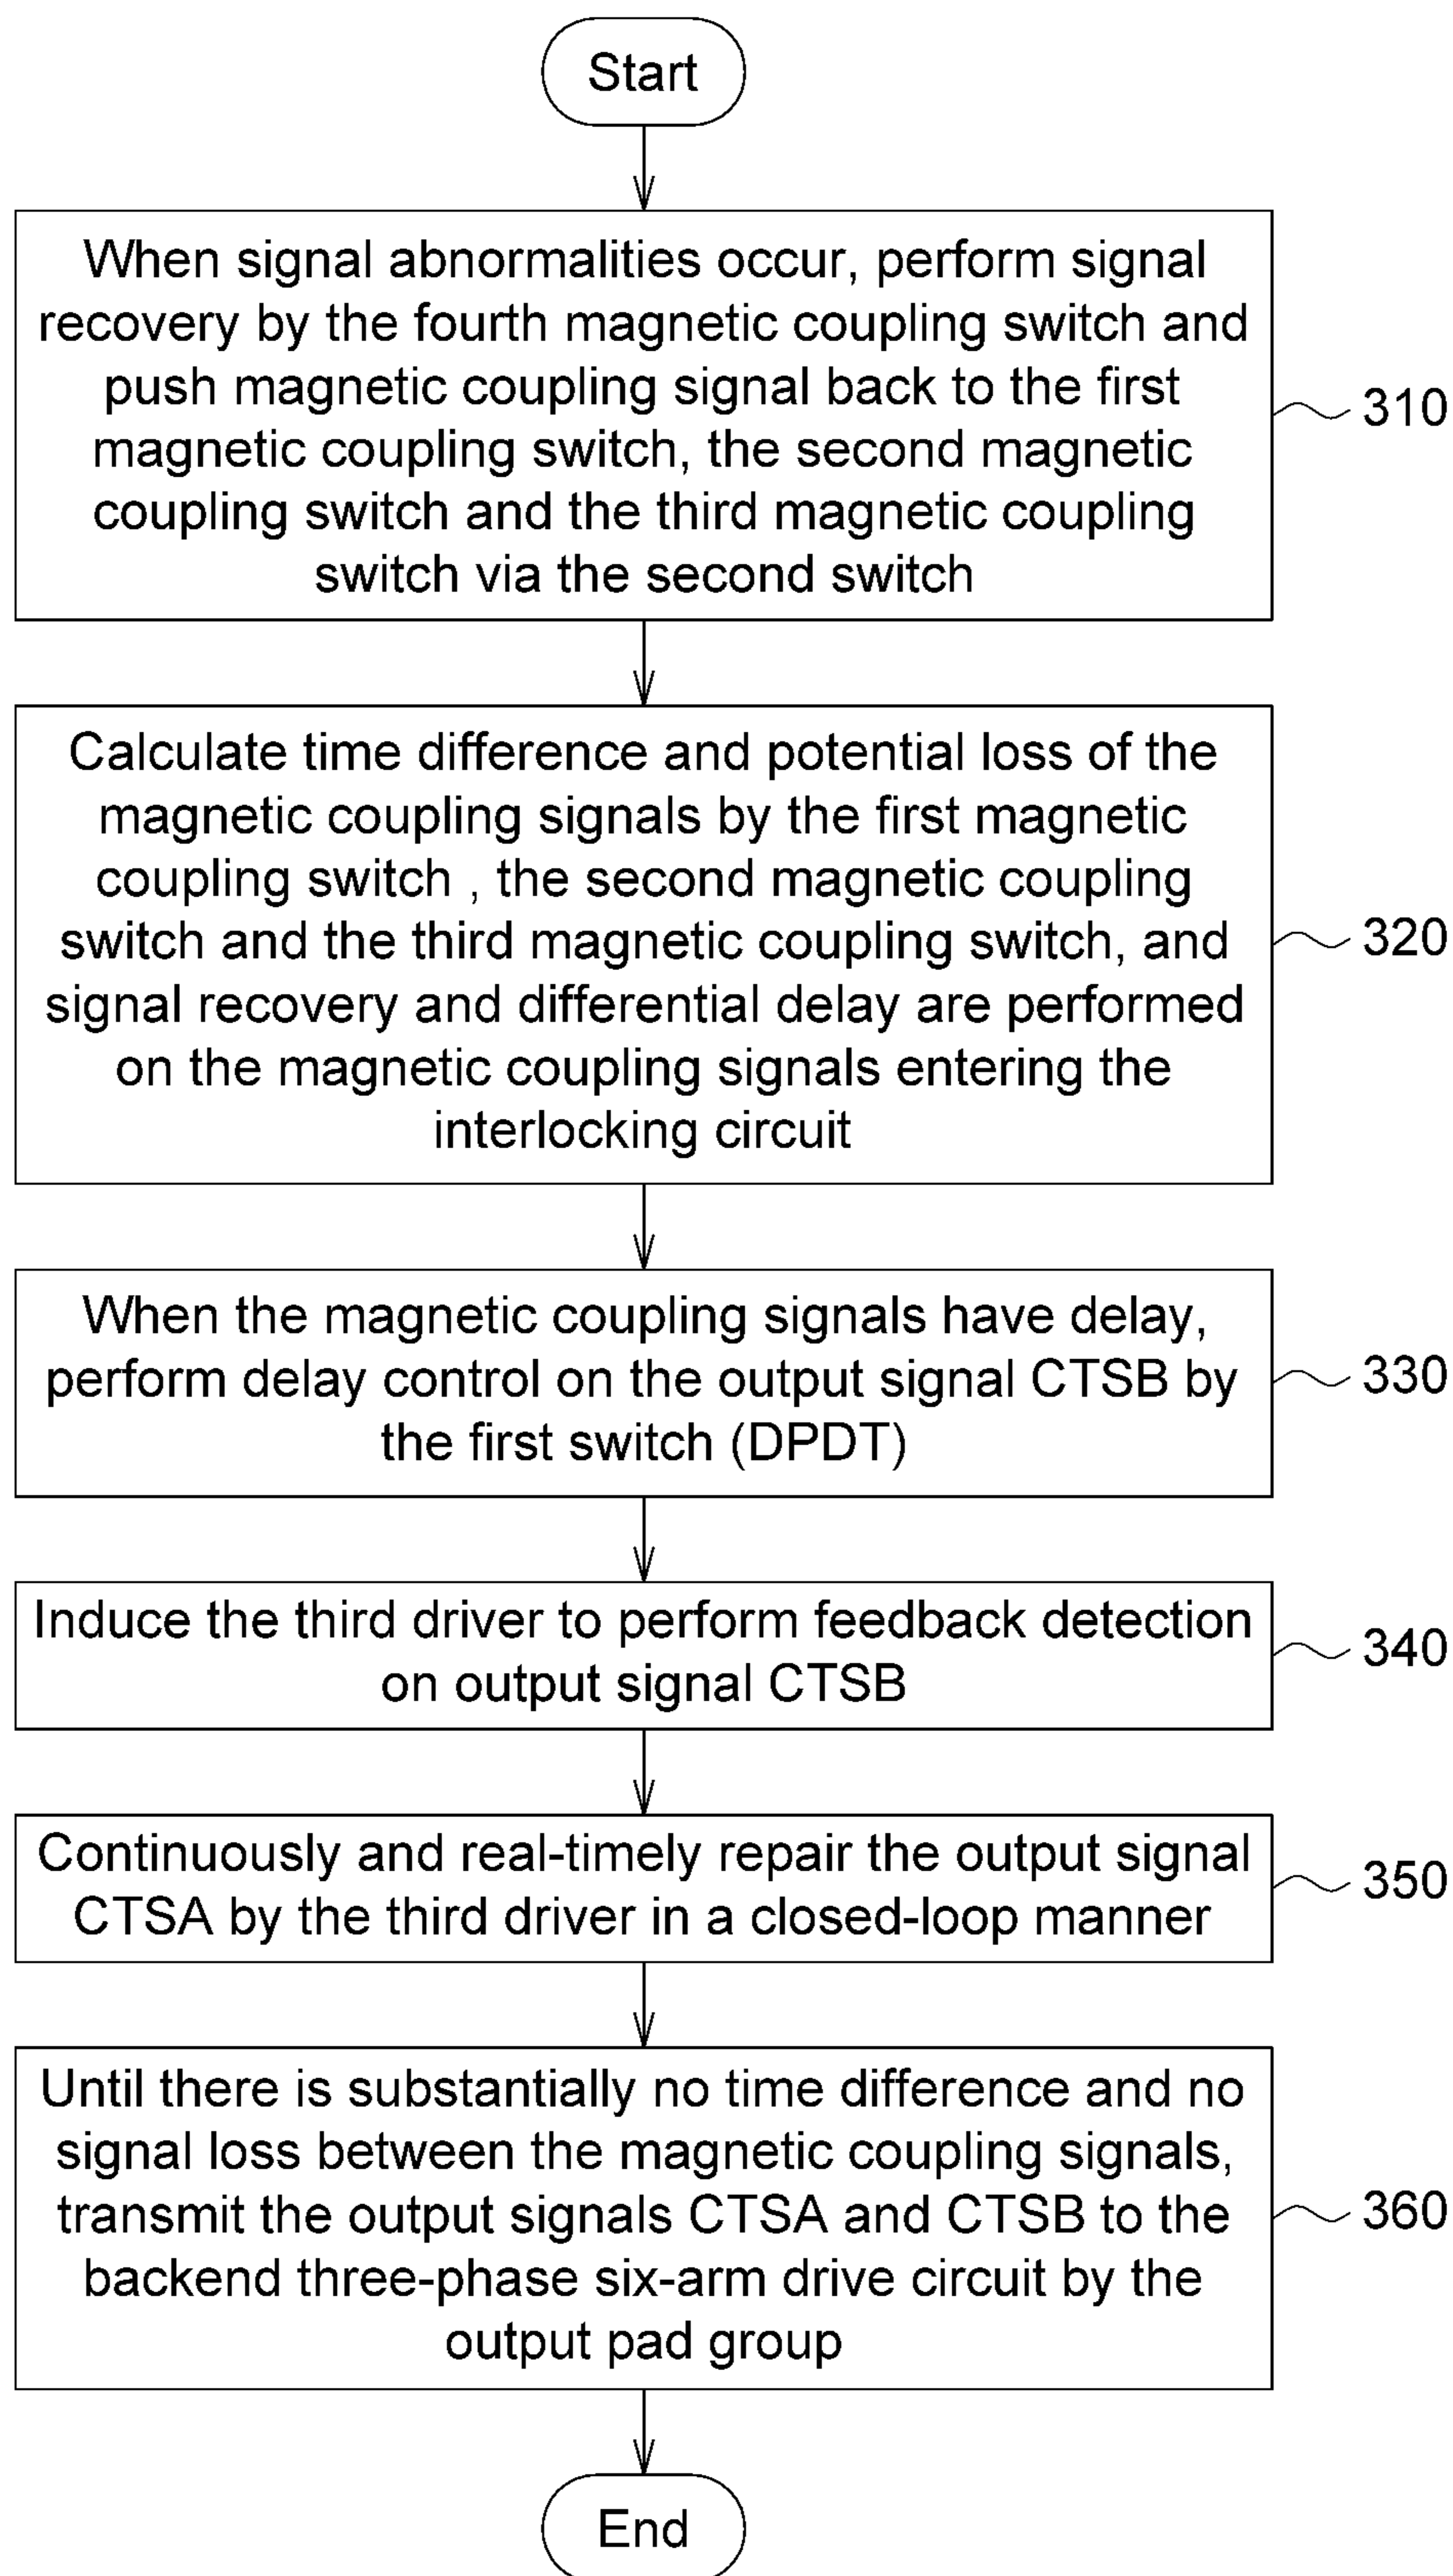 Start
When signal abnormalities occur, perform signal
recovery by the fourth magnetic coupling switch and
push magnetic coupling signal back to the first
magnetic coupling switch, the second magnetic
coupling switch and the third magnetic coupling
switch via the second switch
310
Calculate time difference and potential loss of the
magnetic coupling signals by the first magnetic
coupling switch , the second magnetic coupling
switch and the third magnetic coupling switch, and
signal recovery and differential delay are performed
on the magnetic coupling signals entering the
interlocking circuit
320
When the magnetic coupling signals have delay,
perform delay control on the output signal CTSB by
the first switch (DPDT)
330
Induce the third driver to perform feedback detection
on output signal CTSB
340
Continuously and real-timely repair the output signal
CTSA by the third driver in a closed-loop manner
350
Until there is substantially no time difference and no
signal loss between the magnetic coupling signals,
transmit the output signals CTSA and CTSB to the
backend three-phase six-arm drive circuit by the
output pad group
360
End